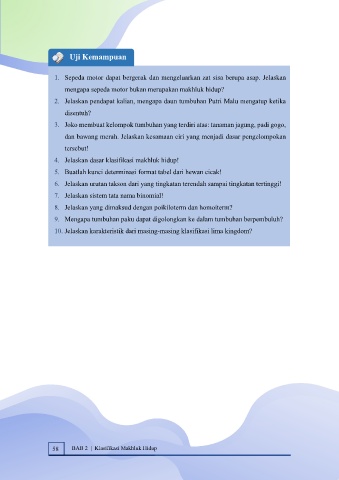 Uji Kemampuan
1. Sepeda motor dapat bergerak dan mengeluarkan zat sisa berupa asap. Jelaskan
mengapa sepeda motor bukan merupakan makhluk hidup?
2. Jelaskan pendapat kalian, mengapa daun tumbuhan Putri Malu mengatup ketika
disentuh?
3. Joko membuat kelompok tumbuhan yang terdiri atas: tanaman jagung, padi gogo,
dan bawang merah. Jelaskan kesamaan ciri yang menjadi dasar pengelompokan
tersebut!
4. Jelaskan dasar klasifikasi makhluk hidup!
5. Buatlah kunci determinasi format tabel dari hewan cicak!
6. Jelaskan urutan takson dari yang tingkatan terendah sampai tingkatan tertinggi!
7. Jelaskan sistem tata nama binomial!
8. Jelaskan yang dimaksud dengan poikiloterm dan homoiterm?
9. Mengapa tumbuhan paku dapat digolongkan ke dalam tumbuhan berpembuluh?
10. Jelaskan karakteristik dari masing-masing klasifikasi lima kingdom?
58 BAB 2 | Klasifikasi Makhluk Hidup